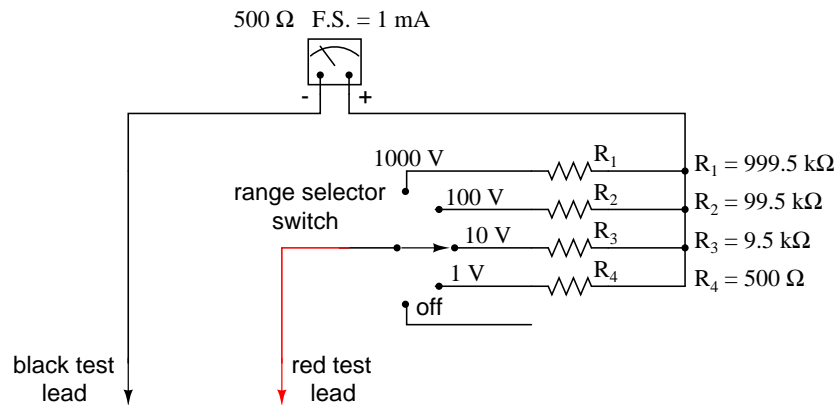 500 Ω F.S. = 1 mA
- +
1000 V R₁ R₁ = 999.5 kΩ
range selector
switch
100 V R₂ R₂ = 99.5 kΩ
10 V R₃ R₃ = 9.5 kΩ
1 V R₄ R₄ = 500 Ω
off
black test
lead
red test
lead